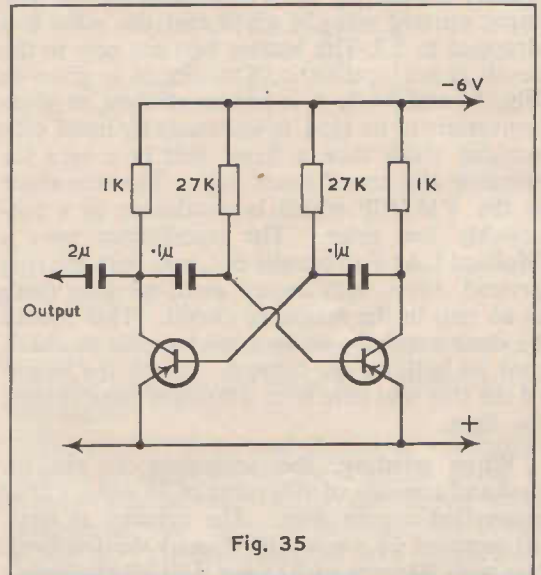 −6 V
1K 27K 27K 1K
2µ ·1µ ·1µ
Output
+
Fig. 35